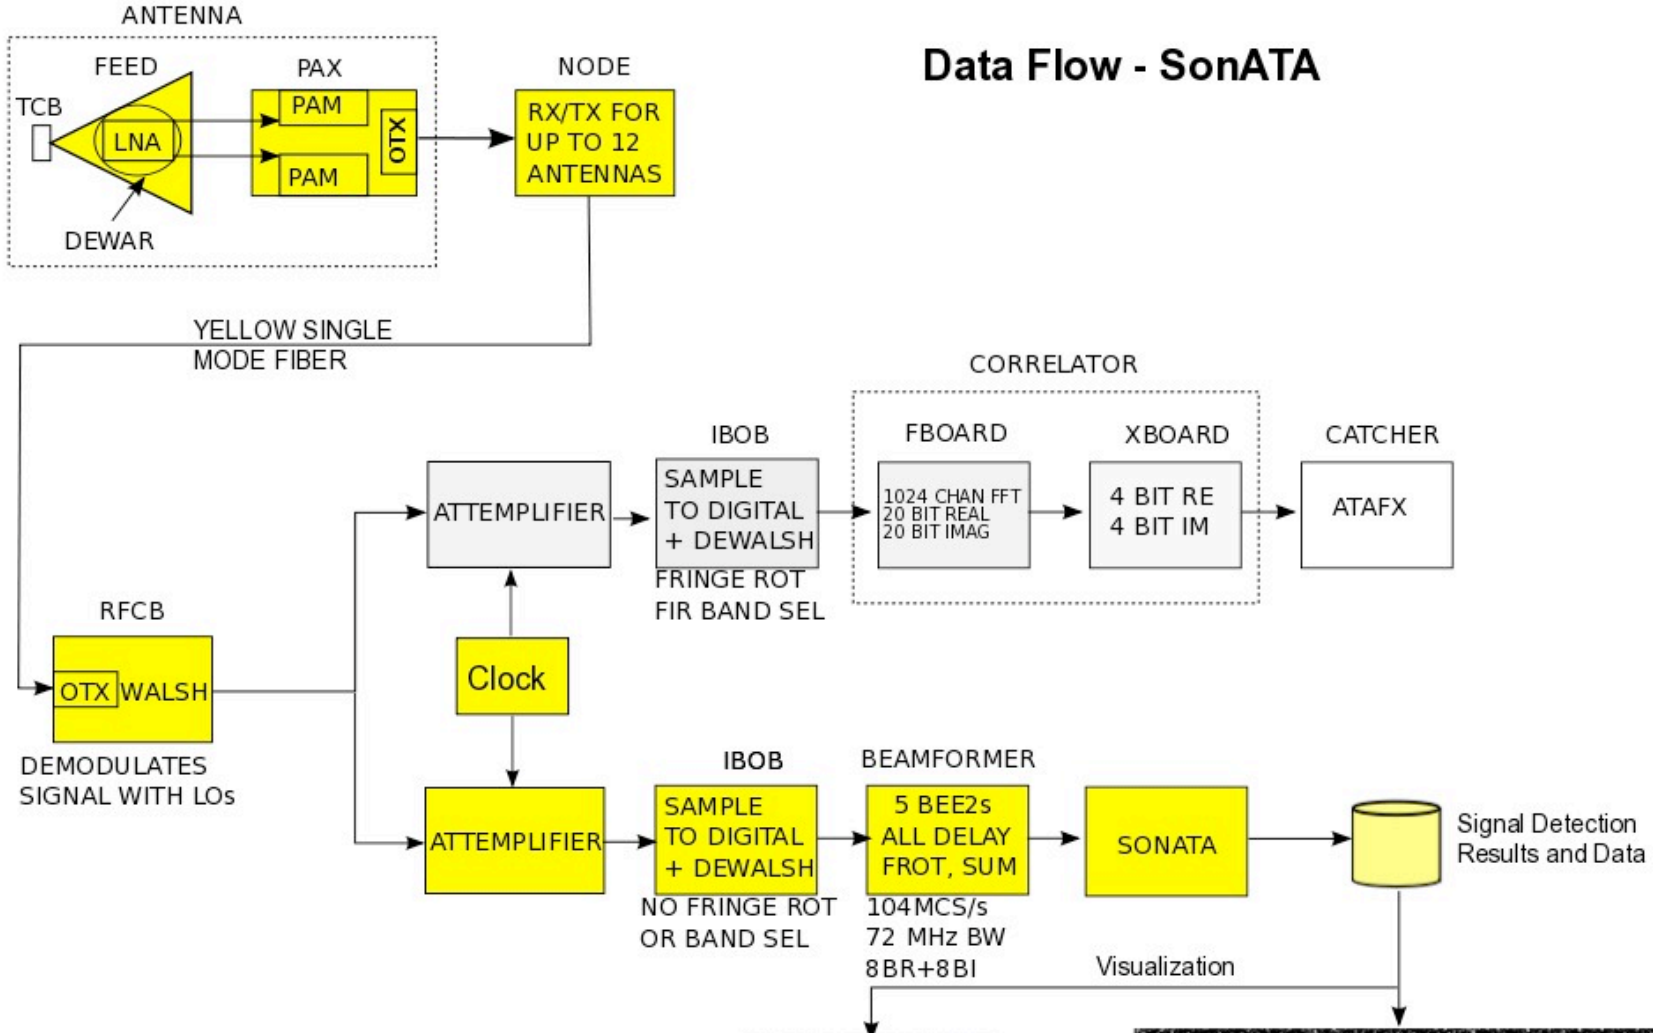 ANTENNA
Data Flow - SonATA
FEED
PAX
NODE
TCB
LNA
PAM
PAM
OTX
DEWAR
RX/TX FOR
UP TO 12
ANTENNAS
YELLOW SINGLE
MODE FIBER
CORRELATOR
IBOB
FBOARD
XBOARD
CATCHER
ATTEMPLIFIER
SAMPLE
TO DIGITAL
+ DEWALSH
FRINGE ROT
FIR BAND SEL
1024 CHAN FFT
20 BIT REAL
20 BIT IMAG
4 BIT RE
4 BIT IM
ATAFX
RFCB
OTX WALSH
DEMODULATES
SIGNAL WITH LOs
Clock
ATTEMPLIFIER
IBOB
SAMPLE
TO DIGITAL
+ DEWALSH
NO FRINGE ROT
OR BAND SEL
BEAMFORMER
5 BEE2s
ALL DELAY
FROT, SUM
104MCS/s
72 MHz BW
8BR+8BI
SONATA
Signal Detection
Results and Data
Visualization